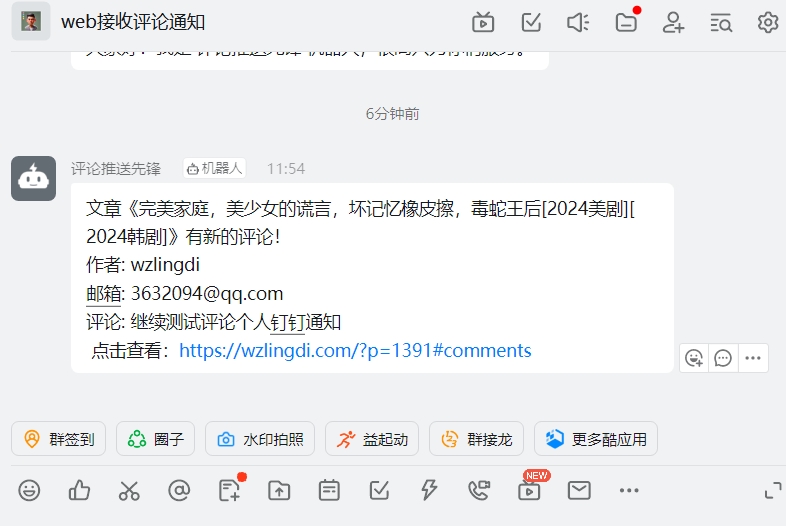 web接收评论通知
6分钟前
评论推送先锋 机器人 11:54
文章《完美家庭，美少女的谎言，坏记忆橡皮擦，毒蛇王后[2024美剧][
2024韩剧]》有新的评论！
作者: wzlingdi
邮箱: 3632094@qq.com
评论: 继续测试评论个人钉钉通知
点击查看：https://wzlingdi.com/?p=1391#comments
群签到 圈子 水印拍照 益起动 群接龙 更多酷应用
NEW